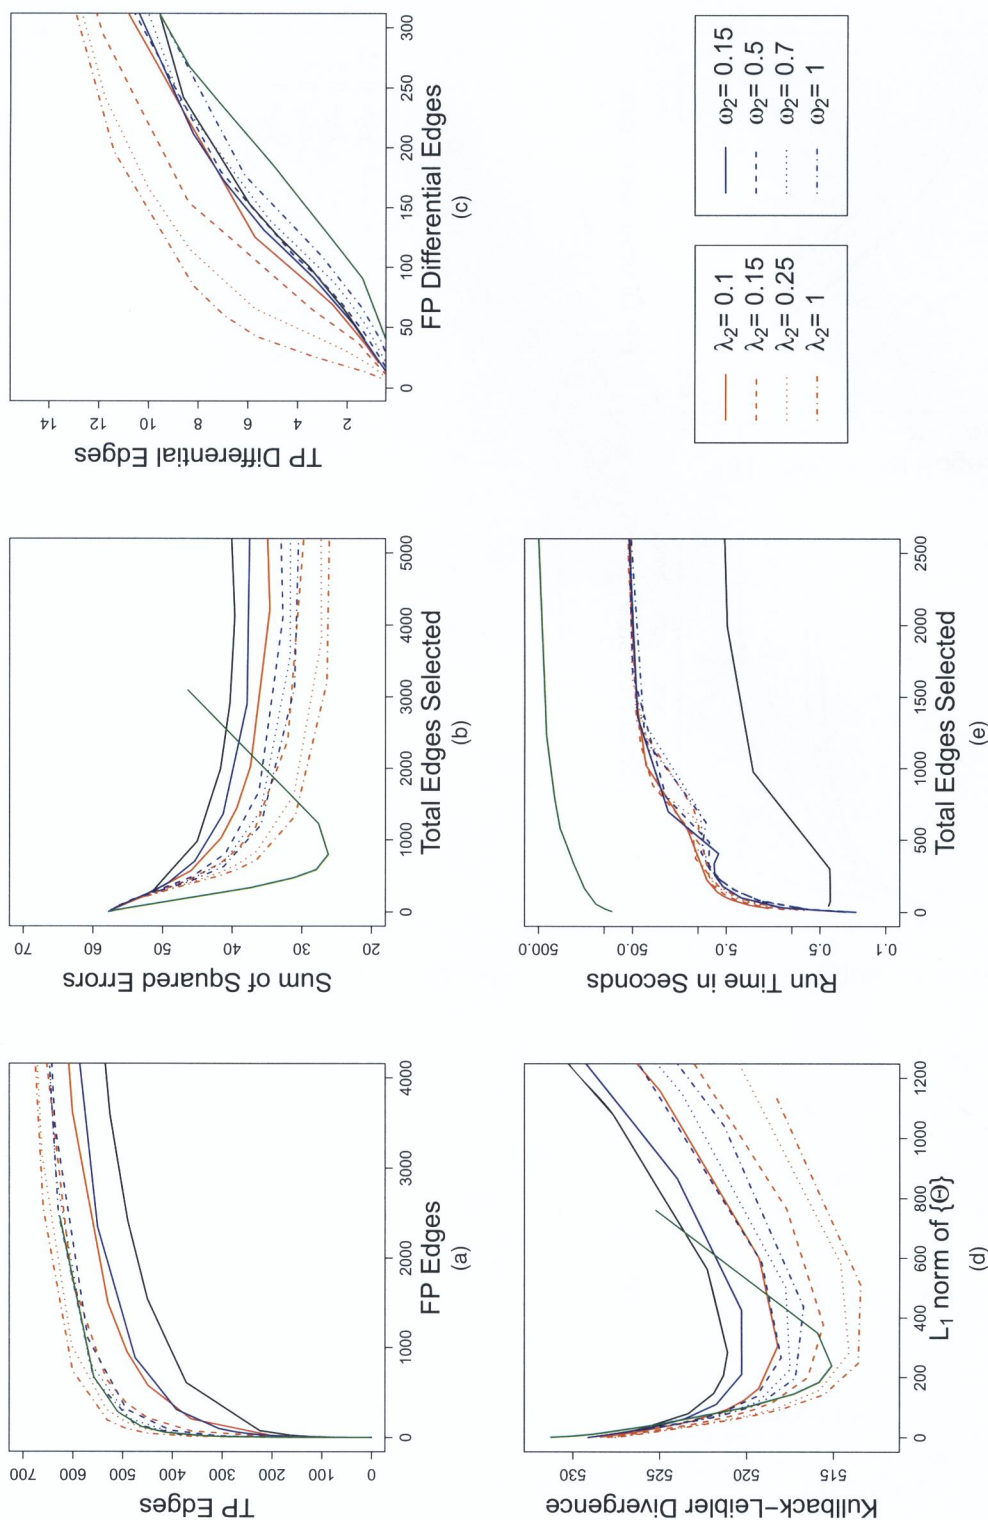 TP Edges
0 100 200 300 400 500 600 700
0 1000 2000 3000 4000
FP Edges
(a)
Sum of Squared Errors
20 30 40 50 60 70
0 1000 2000 3000 4000 5000
Total Edges Selected
(b)
TP Differential Edges
2 4 6 8 10 12 14
0 50 100 150 200 250 300
FP Differential Edges
(c)
Kullback–Leibler Divergence
515 520 525 530
0 200 400 600 800 1000 1200
L₁ norm of {Θ}
(d)
Run Time in Seconds
0.1 0.5 5.0 50.0 500.0
0 500 1000 1500 2000 2500
Total Edges Selected
(e)
λ₂= 0.1
λ₂= 0.15
λ₂= 0.25
λ₂= 1
ω₂= 0.15
ω₂= 0.5
ω₂= 0.7
ω₂= 1